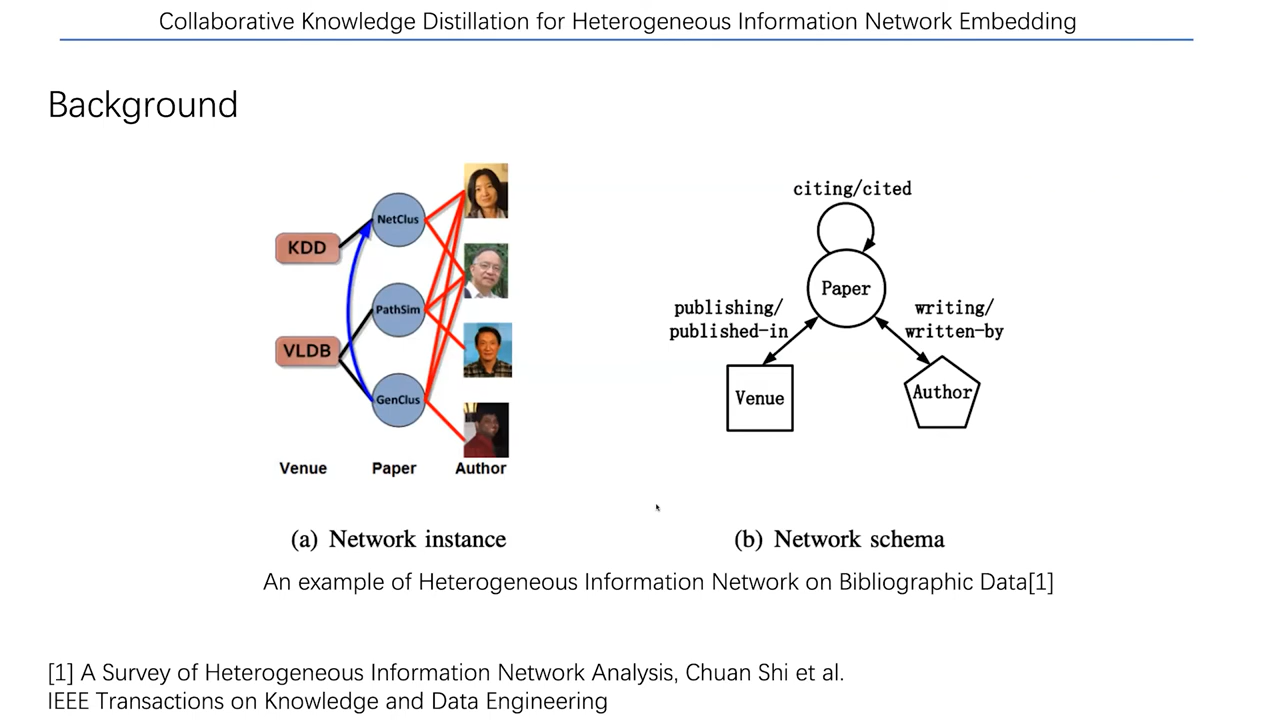 Collaborative Knowledge Distillation for Heterogeneous Information Network Embedding
Background
KDD
VLDB
NetClus
PathSim
GenClus
Venue Paper Author
citing/cited
Paper
publishing/
published-in
writing/
written-by
Venue
Author
(a) Network instance
(b) Network schema
An example of Heterogeneous Information Network on Bibliographic Data[1]
[1] A Survey of Heterogeneous Information Network Analysis, Chuan Shi et al.
IEEE Transactions on Knowledge and Data Engineering